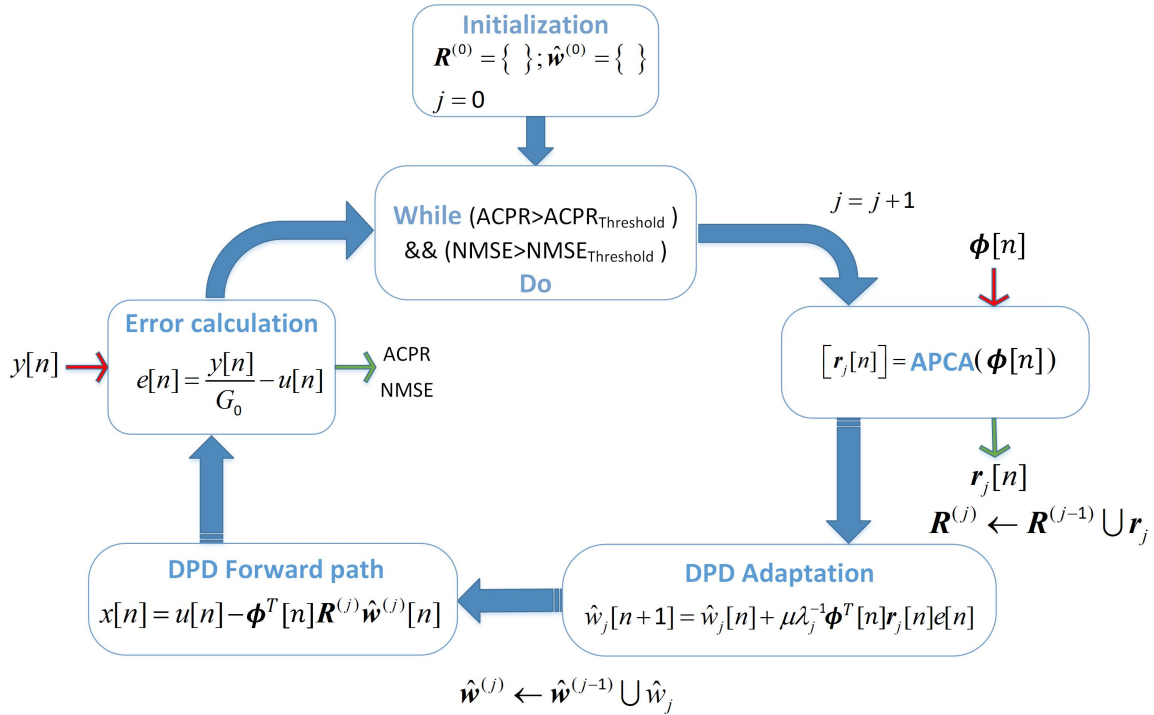 Initialization
R^(0) = { }; ŵ^(0) = { }
j = 0
While (ACPR>ACPR_Threshold )
&& (NMSE>NMSE_Threshold )
Do
j = j + 1
ϕ[n]
[r_j[n]] = APCA(ϕ[n])
r_j[n]
R^(j) ← R^(j−1) ∪ r_j
DPD Adaptation
ŵ_j[n+1] = ŵ_j[n] + μλ_j^−1 ϕ^T[n]r_j[n]e[n]
ŵ^(j) ← ŵ^(j−1) ∪ ŵ_j
DPD Forward path
x[n] = u[n] − ϕ^T[n]R^(j)ŵ^(j)[n]
y[n]
Error calculation
e[n] = y[n]/G_0 − u[n]
ACPR
NMSE